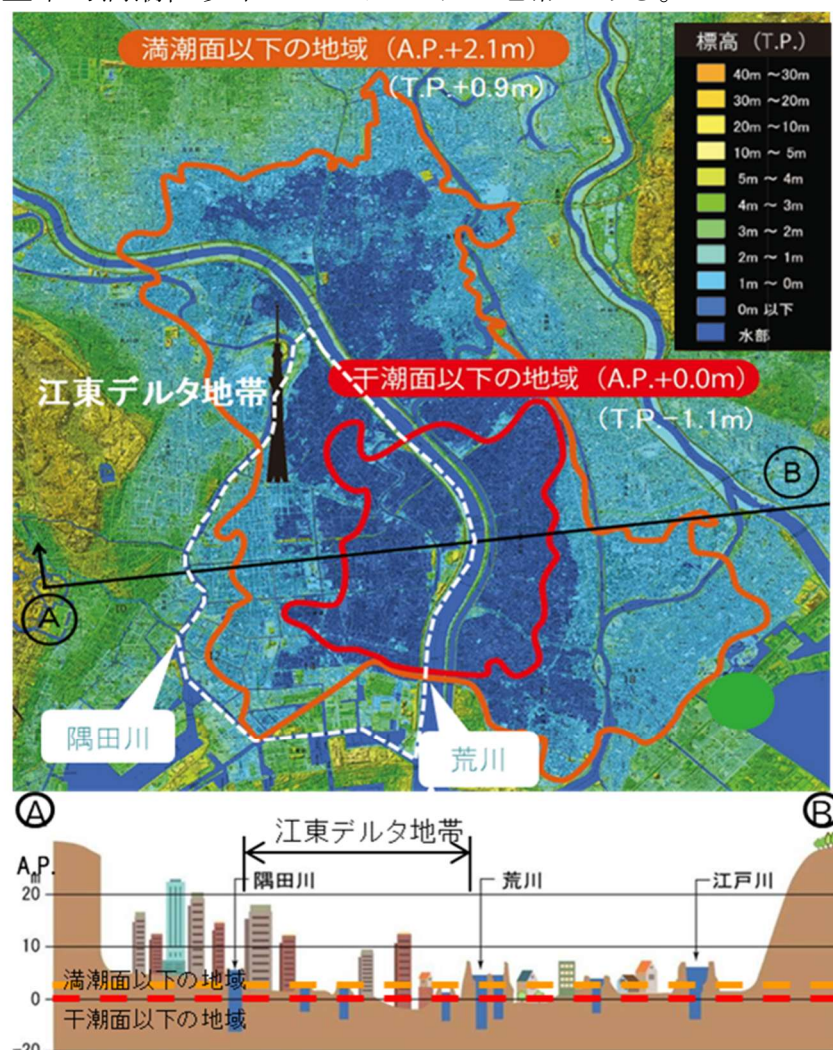 満潮面以下の地域（A.P.+2.1m）
（T.P.+0.9m）
標高（T.P.）
40m ～30m
30m ～20m
20m ～10m
10m ～ 5m
5m ～ 4m
4m ～ 3m
3m ～ 2m
2m ～ 1m
1m ～ 0m
0m 以下
水部
江東デルタ地帯
干潮面以下の地域（A.P.+0.0m）
（T.P.-1.1m）
B
A
隅田川
荒川
A
B
江東デルタ地帯
A.P.
m
隅田川
荒川
江戸川
20
10
満潮面以下の地域
0
干潮面以下の地域
-20